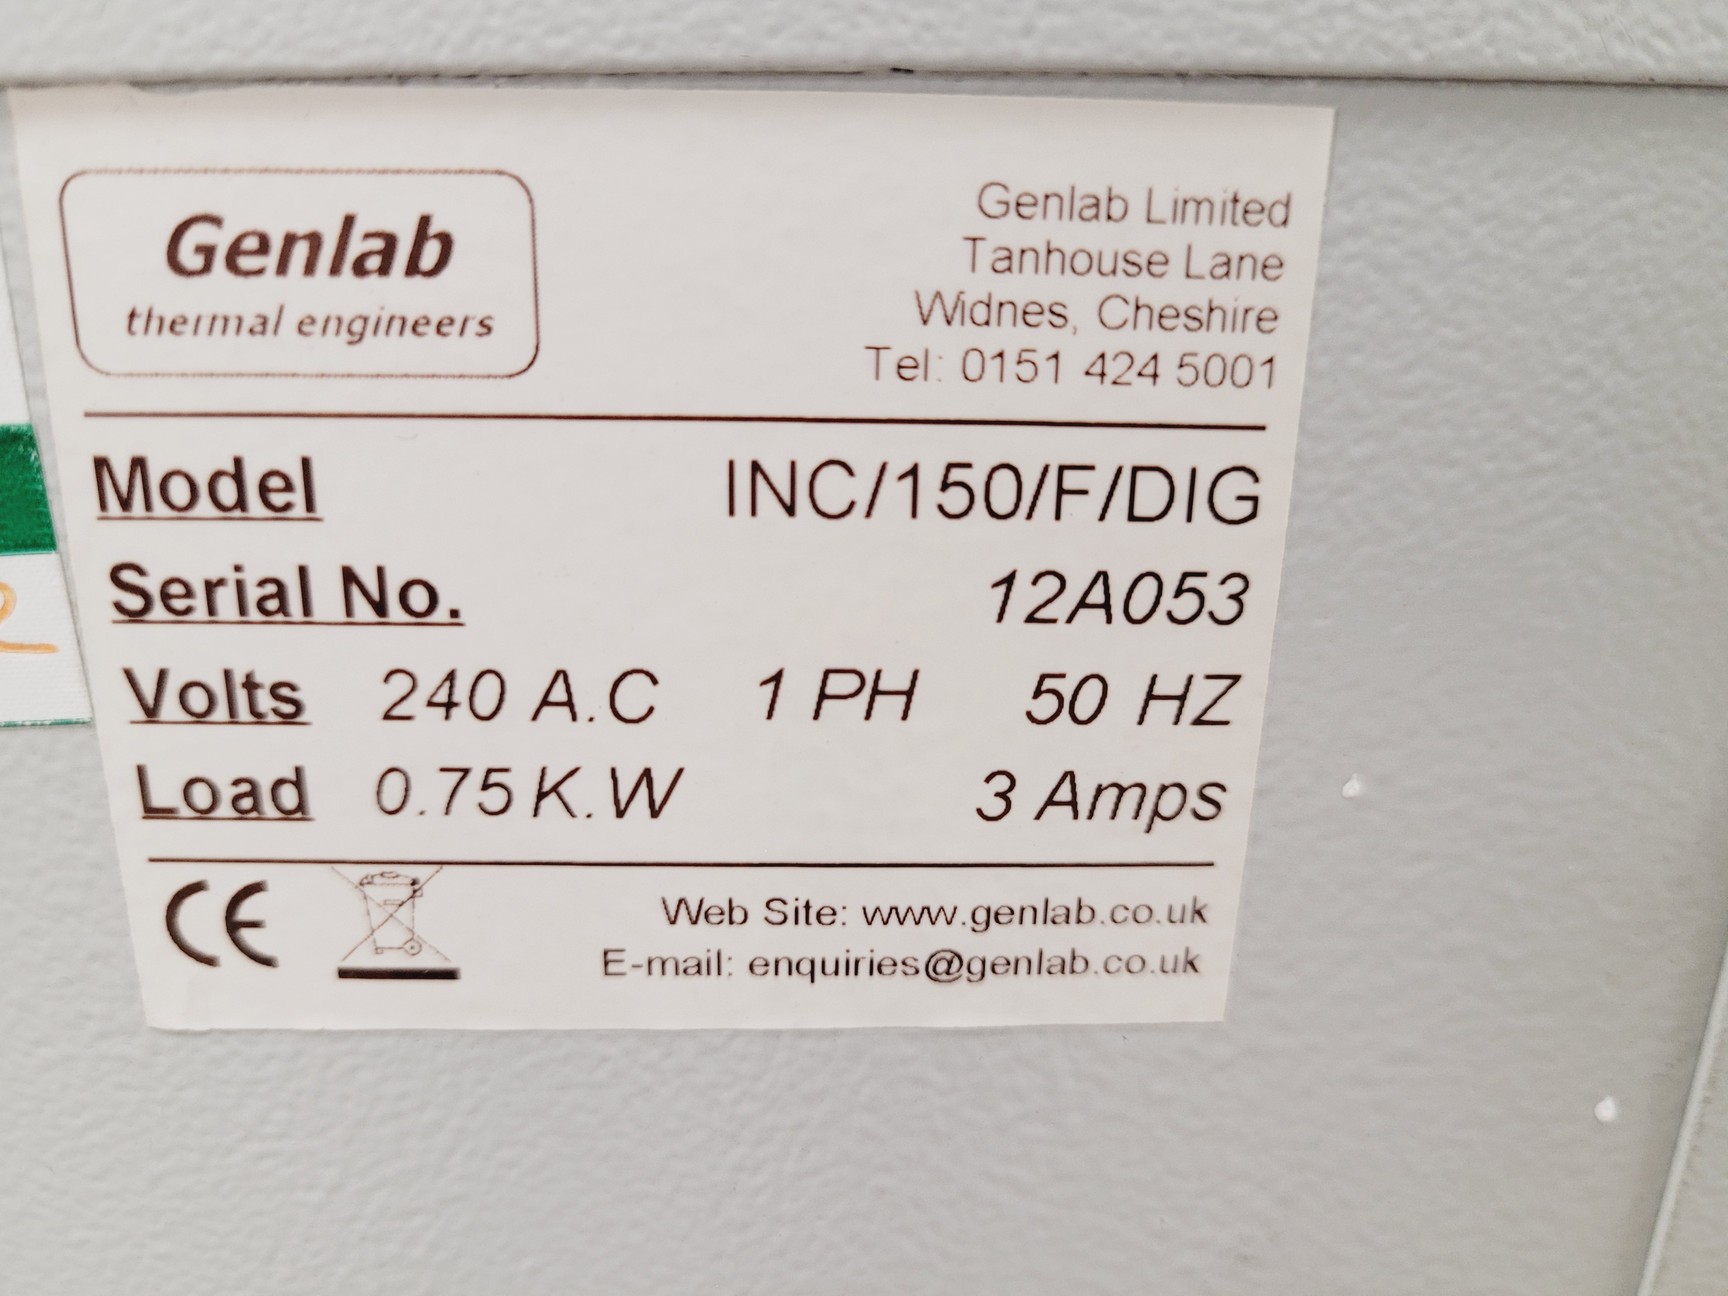 Genlab
thermal engineers
Genlab Limited
Tanhouse Lane
Widnes, Cheshire
Tel: 0151 424 5001
Model INC/150/F/DIG
Serial No. 12A053
Volts 240 A.C 1 PH 50 HZ
Load 0.75 K.W 3 Amps
CE
Web Site: www.genlab.co.uk
E-mail: enquiries@genlab.co.uk